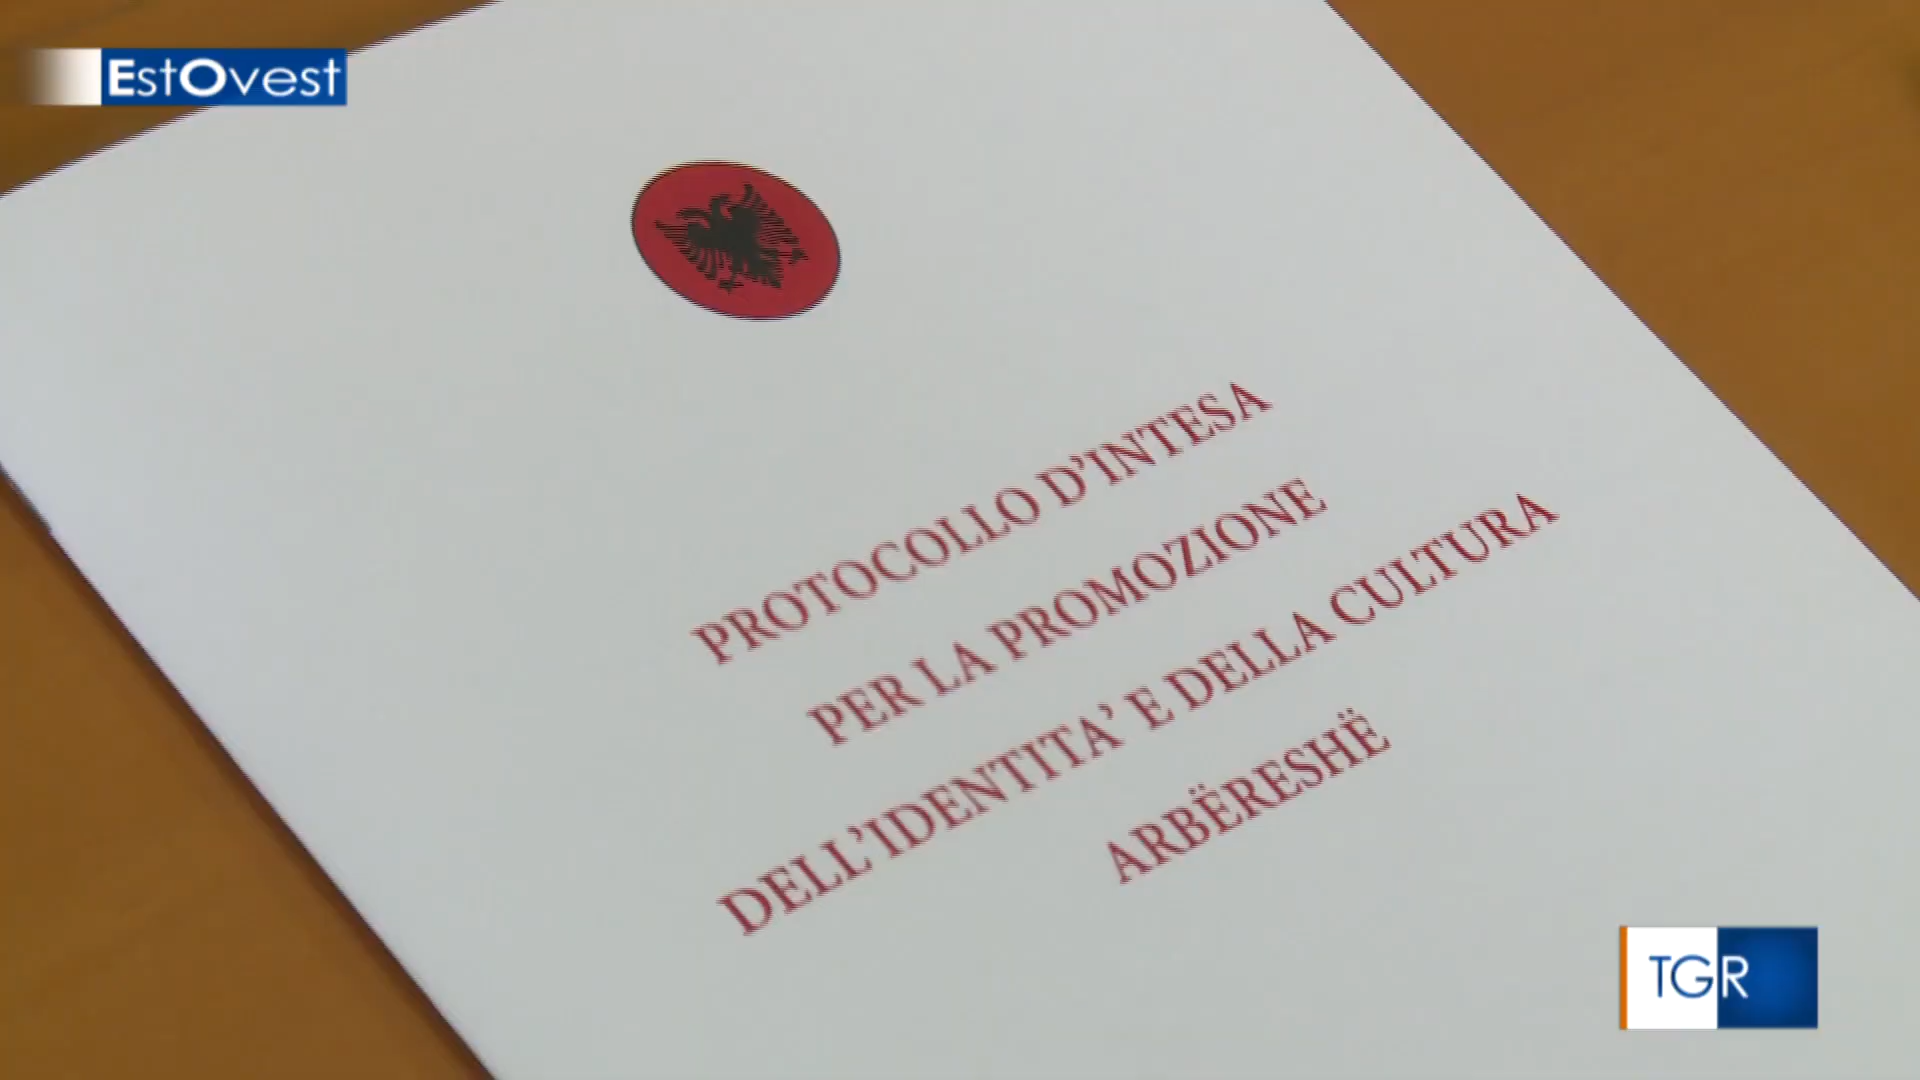 EstOvest
PROTOCOLLO D’INTESA
PER LA PROMOZIONE
DELL’IDENTITA’ E DELLA CULTURA
ARBËRESHË
TGR